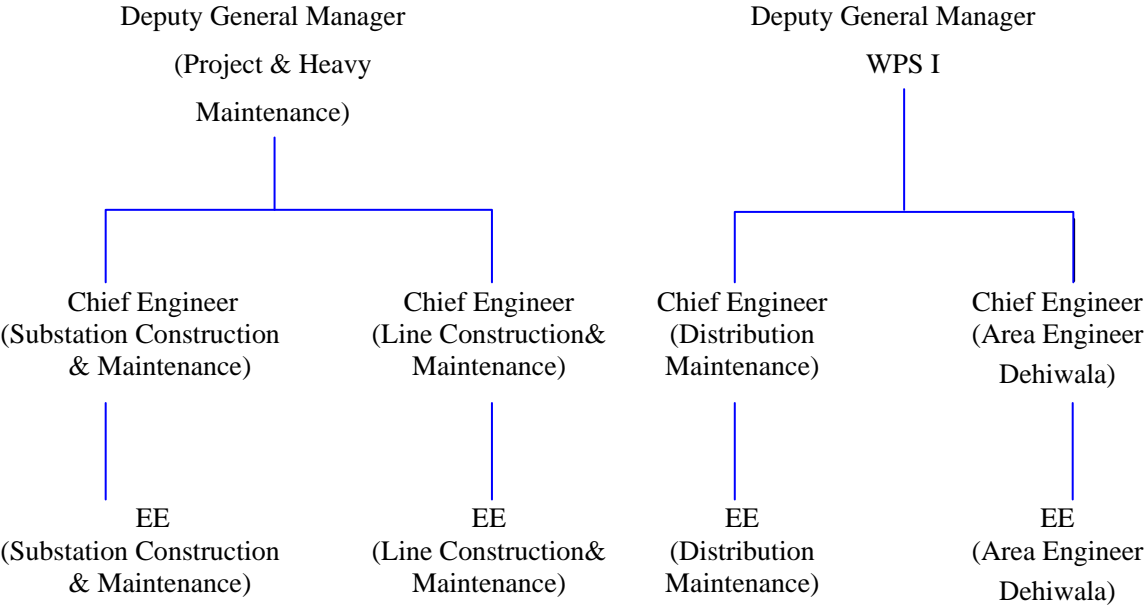 Deputy General Manager
(Project & Heavy
Maintenance)
Deputy General Manager
WPS I
Chief Engineer
(Substation Construction
& Maintenance)
Chief Engineer
(Line Construction&
Maintenance)
Chief Engineer
(Distribution
Maintenance)
Chief Engineer
(Area Engineer
Dehiwala)
EE
(Substation Construction
& Maintenance)
EE
(Line Construction&
Maintenance)
EE
(Distribution
Maintenance)
EE
(Area Engineer
Dehiwala)